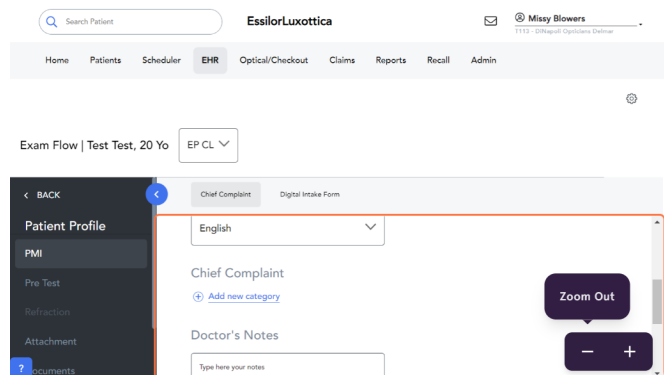 Search Patient
EssilorLuxottica
Missy Blowers
1113 - DiNapoli Opticians Delmar
Home Patients Scheduler EHR Optical/Checkout Claims Reports Recall Admin
Exam Flow | Test Test, 20 Yo
EP CL
BACK
Chief Complaint Digital Intake Form
Patient Profile
English
PMI
Chief Complaint
Pre Test
Add new category
Zoom Out
Refraction
Doctor's Notes
Attachment
− +
Type here your notes
? Documents